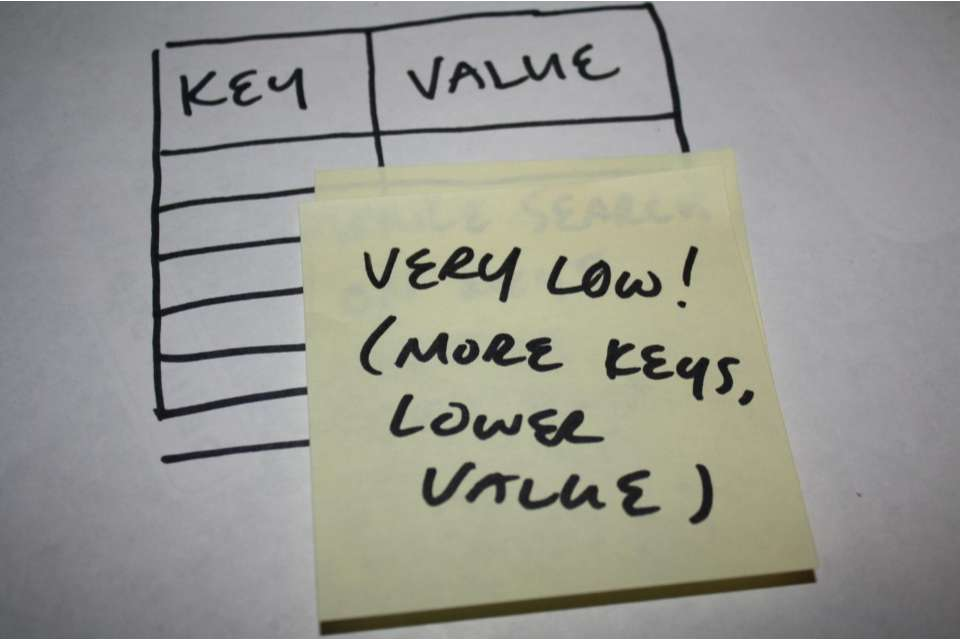 KEY VALUE
VERY LOW!
(MORE KEYS,
LOWER
VALUE)